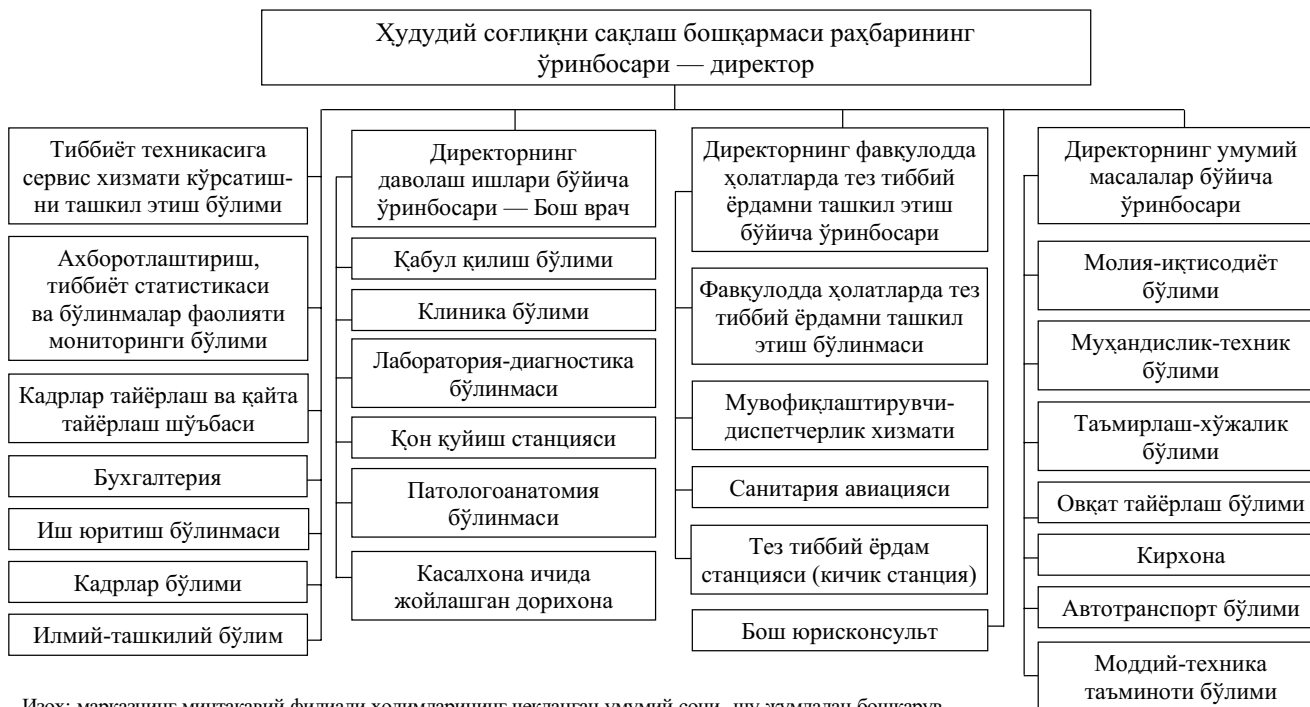 Ҳудудий соғлиқни сақлаш бошқармаси раҳбарининг
ўринбосари — директор
Тиббиёт техникасига
сервис хизмати кўрсатиш-
ни ташкил этиш бўлими
Ахборотлаштириш,
тиббиёт статистикаси
ва бўлинмалар фаолияти
мониторинги бўлими
Кадрлар тайёрлаш ва қайта
тайёрлаш шўъбаси
Бухгалтерия
Иш юритиш бўлинмаси
Кадрлар бўлими
Илмий-ташкилий бўлим
Директорнинг
даволаш ишлари бўйича
ўринбосари — Бош врач
Қабул қилиш бўлими
Клиника бўлими
Лаборатория-диагностика
бўлинмаси
Қон қуйиш станцияси
Патологоанатомия
бўлинмаси
Касалхона ичида
жойлашган дорихона
Директорнинг фавқулодда
ҳолатларда тез тиббий
ёрдамни ташкил этиш
бўйича ўринбосари
Фавқулодда ҳолатларда тез
тиббий ёрдамни ташкил
этиш бўлинмаси
Мувофиқлаштирувчи-
диспетчерлик хизмати
Санитария авиацияси
Тез тиббий ёрдам
станцияси (кичик станция)
Бош юрисконсульт
Директорнинг умумий
масалалар бўйича
ўринбосари
Молия-иқтисодиёт
бўлими
Муҳандислик-техник
бўлими
Таъмирлаш-хўжалик
бўлими
Овқат тайёрлаш бўлими
Кирхона
Автотранспорт бўлими
Моддий-техника
таъминоти бўлими